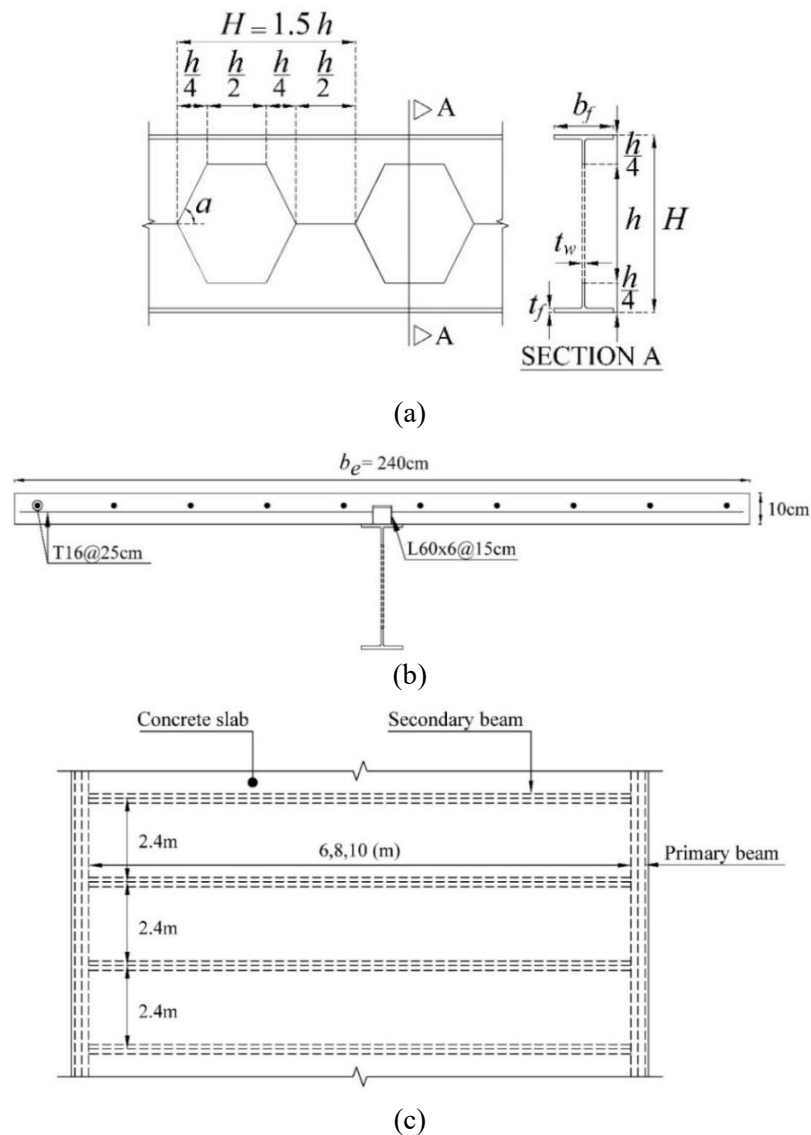 H = 1.5 h
h/4 h/2 h/4 h/2
A
b_f
a
h/4
t_w
h
H
h/4
t_f
A
SECTION A
(a)
b_e = 240cm
10cm
T16@25cm
L60x6@15cm
(b)
Concrete slab
Secondary beam
2.4m
6,8,10 (m)
Primary beam
2.4m
2.4m
(c)